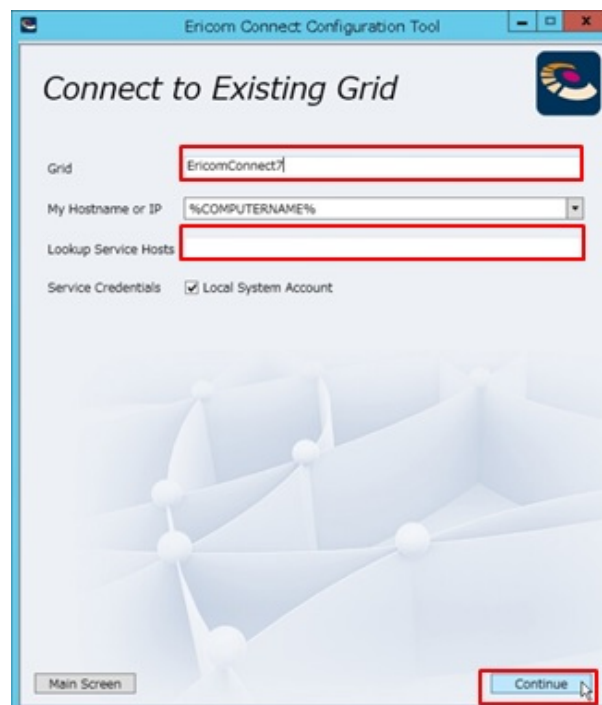 Ericom Connect Configuration Tool
Connect to Existing Grid
Grid
EricomConnect7
My Hostname or IP
%COMPUTERNAME%
Lookup Service Hosts
Service Credentials
Local System Account
Main Screen
Continue